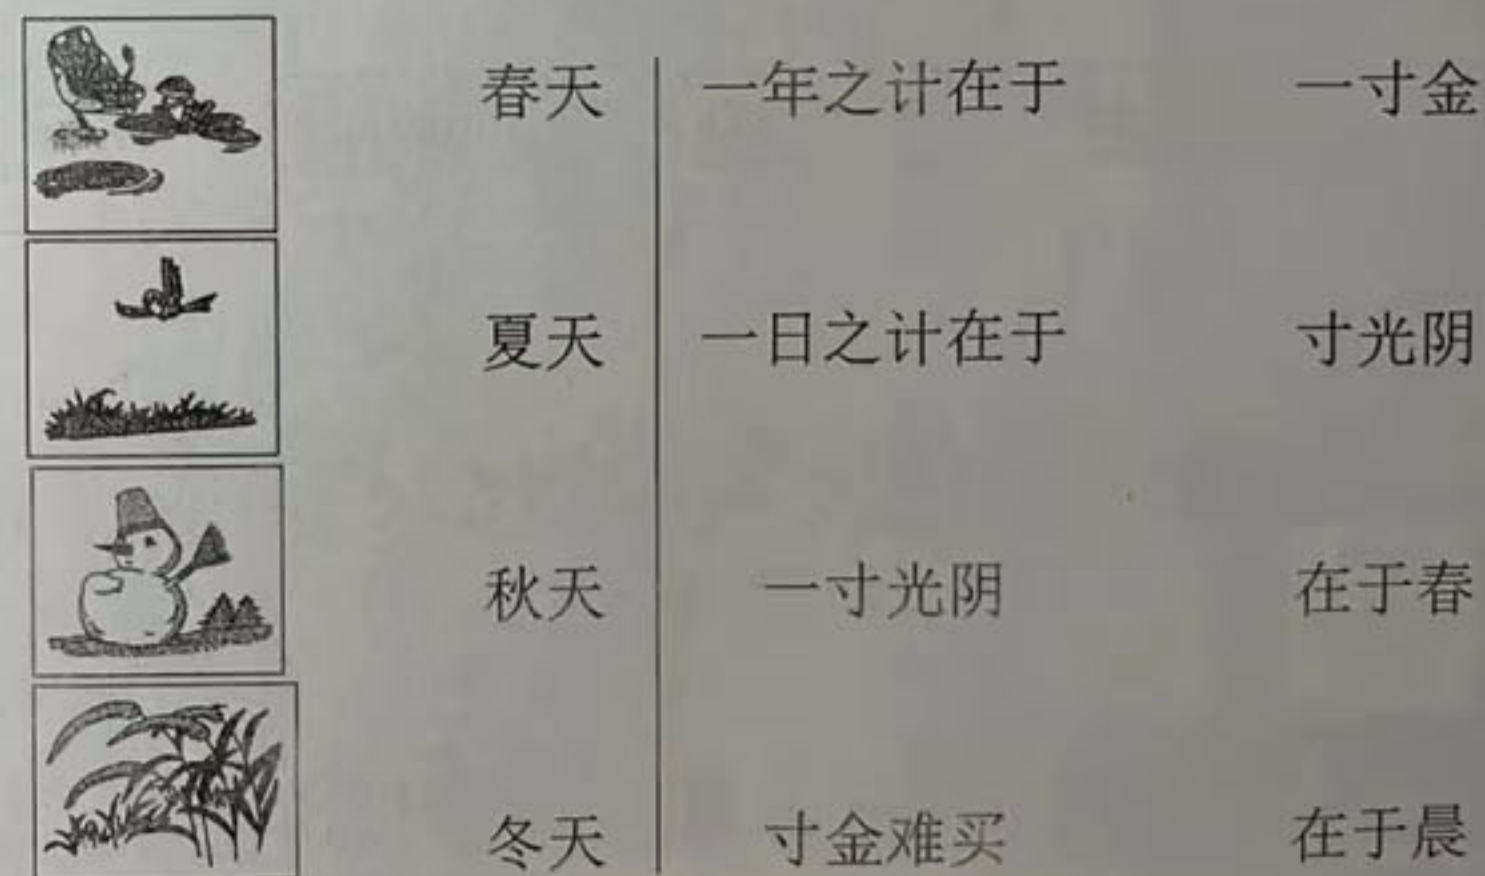 春天 一年之计在于 一寸金
夏天 一日之计在于 寸光阴
秋天 一寸光阴 在于春
冬天 寸金难买 在于晨